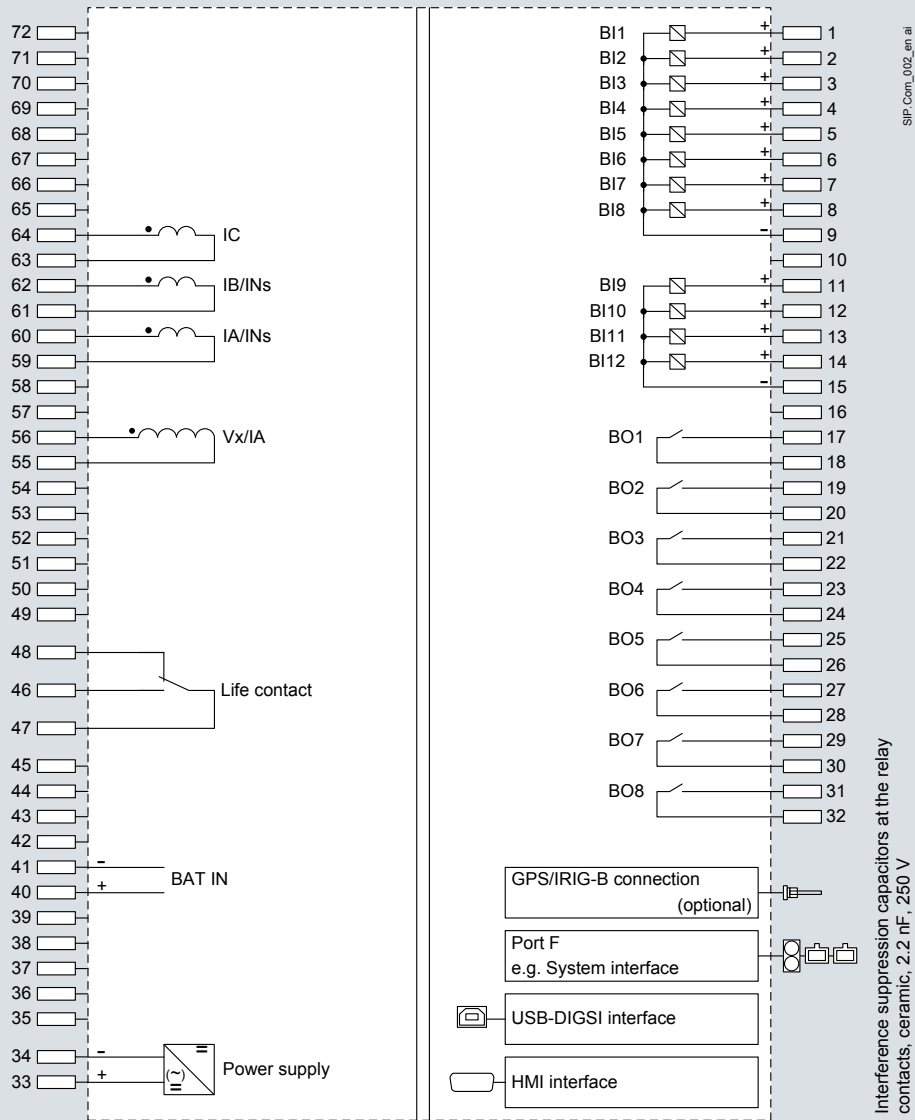 72
71
70
69
68
67
66
65
64 IC
63
62 IB/INs
61
60 IA/INs
59
58
57
56 Vx/IA
55
54
53
52
51
50
49
48
46 Life contact
47
45
44
43
42
41 -
BAT IN
40 +
39
38
37
36
35
34 -
Power supply
33 +
(~)
BI1 + 1
BI2 + 2
BI3 + 3
BI4 + 4
BI5 + 5
BI6 + 6
BI7 + 7
BI8 + 8
- 9
10
BI9 + 11
BI10 + 12
BI11 + 13
BI12 + 14
- 15
16
BO1 17
18
BO2 19
20
BO3 21
22
BO4 23
24
BO5 25
26
BO6 27
28
BO7 29
30
BO8 31
32
GPS/IRIG-B connection
(optional)
Port F
e.g. System interface
USB-DIGSI interface
HMI interface
SIP.Com_002_en ai
Interference suppression capacitors at the relay
contacts, ceramic, 2.2 nF, 250 V